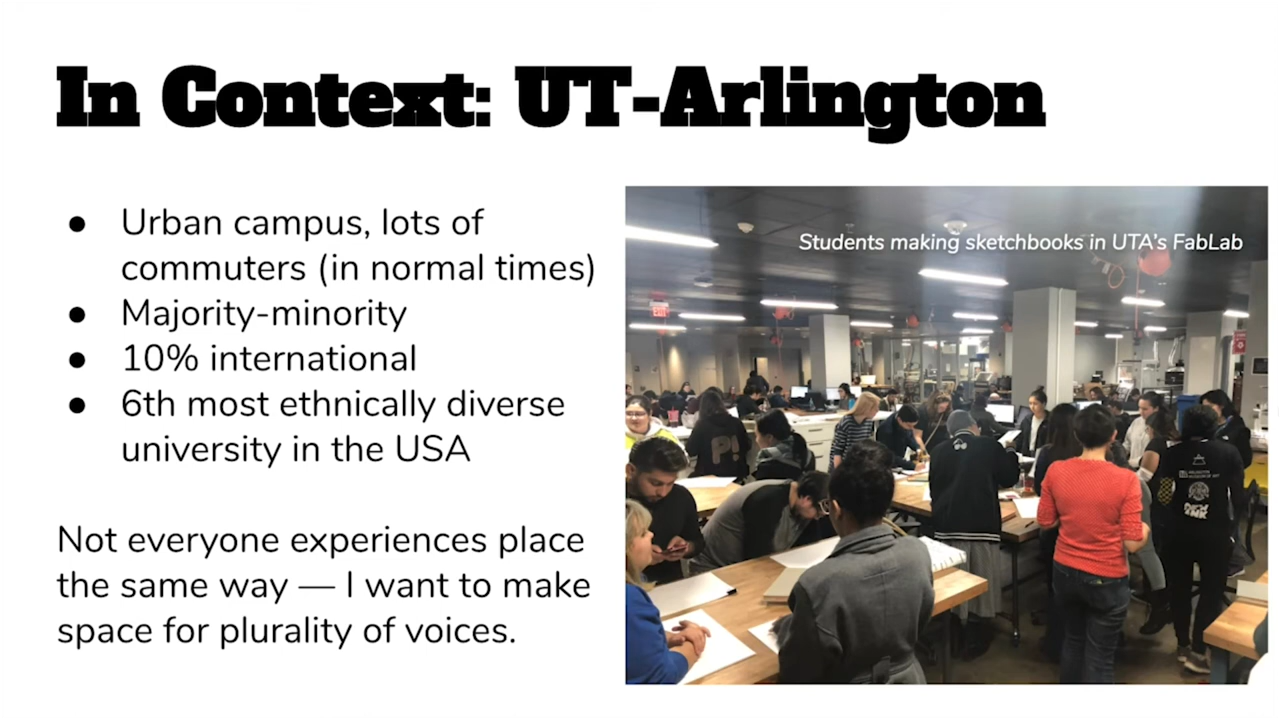 In Context: UT-Arlington
● Urban campus, lots of
commuters (in normal times)
● Majority-minority
● 10% international
● 6th most ethnically diverse
university in the USA
Not everyone experiences place
the same way — I want to make
space for plurality of voices.
Students making sketchbooks in UTA's FabLab
EXIT
P!